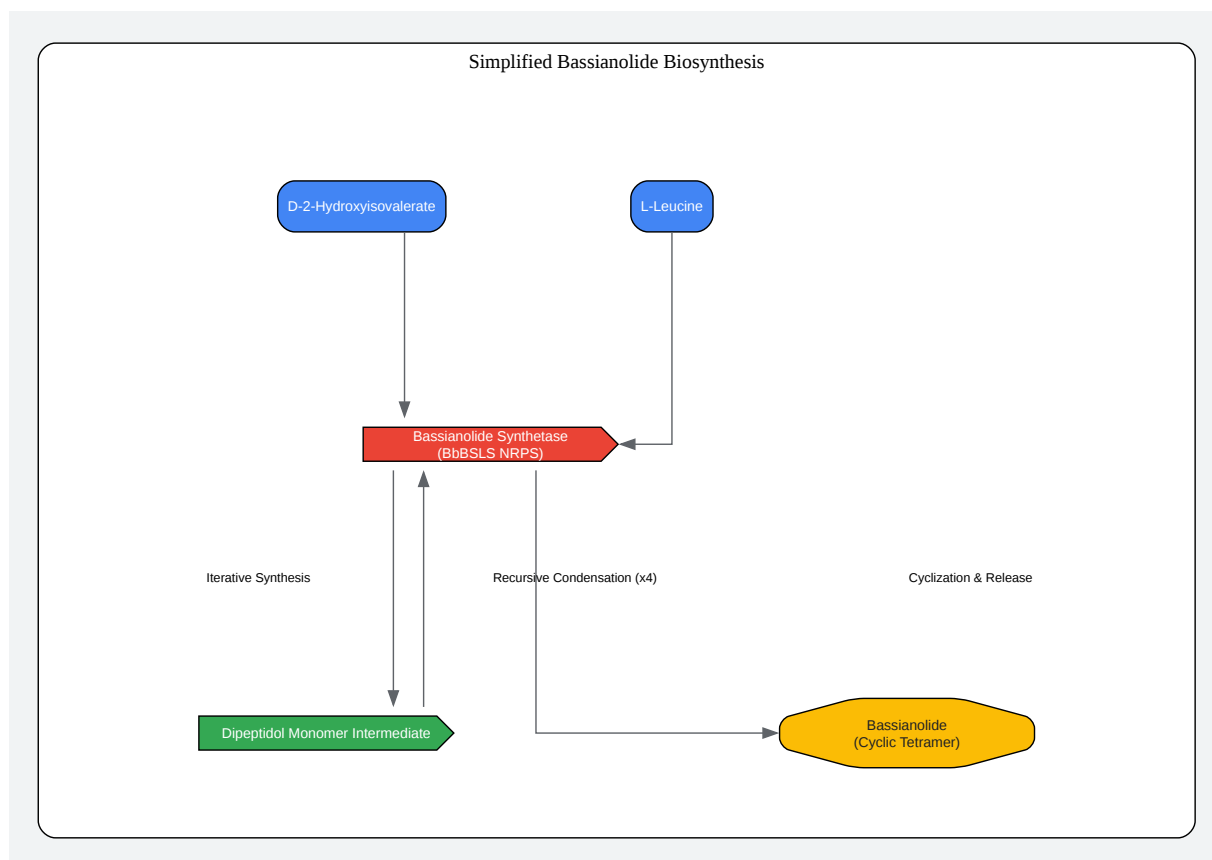 Simplified Bassianolide Biosynthesis
D-2-Hydroxyisovalerate
L-Leucine
Bassianolide Synthetase
(BbBSLS NRPS)
Iterative Synthesis
Recursive Condensation (x4)
Cyclization & Release
Dipeptidol Monomer Intermediate
Bassianolide
(Cyclic Tetramer)